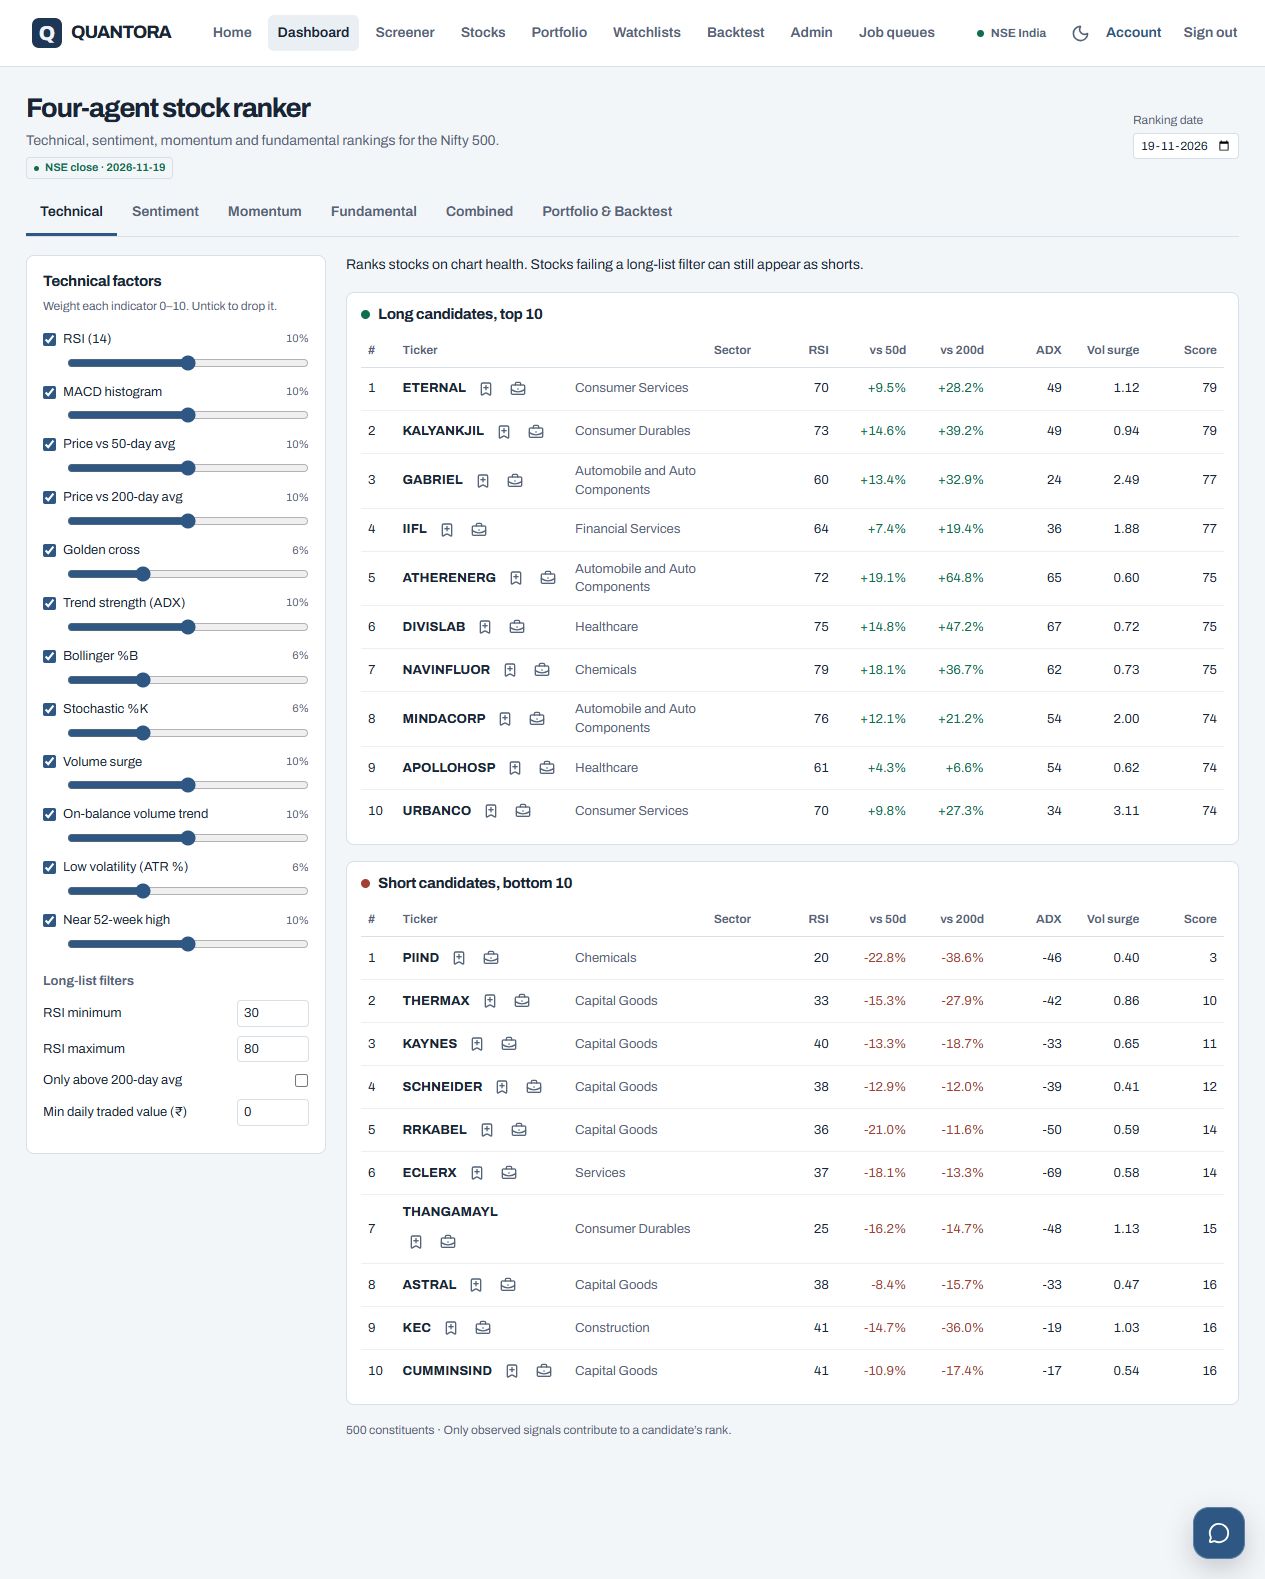 Q QUANTORA Home Dashboard Screener Stocks Portfolio Watchlists Backtest Admin Job queues NSE India Account Sign out
Four-agent stock ranker
Technical, sentiment, momentum and fundamental rankings for the Nifty 500.
NSE close · 2026-11-19
Ranking date
19-11-2026
Technical Sentiment Momentum Fundamental Combined Portfolio & Backtest
Technical factors
Weight each indicator 0–10. Untick to drop it.
RSI (14) 10%
MACD histogram 10%
Price vs 50-day avg 10%
Price vs 200-day avg 10%
Golden cross 6%
Trend strength (ADX) 10%
Bollinger %B 6%
Stochastic %K 6%
Volume surge 10%
On-balance volume trend 10%
Low volatility (ATR %) 6%
Near 52-week high 10%
Long-list filters
RSI minimum 30
RSI maximum 80
Only above 200-day avg
Min daily traded value (₹) 0
Ranks stocks on chart health. Stocks failing a long-list filter can still appear as shorts.
Long candidates, top 10
# Ticker Sector RSI vs 50d vs 200d ADX Vol surge Score
1 ETERNAL Consumer Services 70 +9.5% +28.2% 49 1.12 79
2 KALYANKJIL Consumer Durables 73 +14.6% +39.2% 49 0.94 79
3 GABRIEL Automobile and Auto Components 60 +13.4% +32.9% 24 2.49 77
4 IIFL Financial Services 64 +7.4% +19.4% 36 1.88 77
5 ATHERENERG Automobile and Auto Components 72 +19.1% +64.8% 65 0.60 75
6 DIVISLAB Healthcare 75 +14.8% +47.2% 67 0.72 75
7 NAVINFLUOR Chemicals 79 +18.1% +36.7% 62 0.73 75
8 MINDACORP Automobile and Auto Components 76 +12.1% +21.2% 54 2.00 74
9 APOLLOHOSP Healthcare 61 +4.3% +6.6% 54 0.62 74
10 URBANCO Consumer Services 70 +9.8% +27.3% 34 3.11 74
Short candidates, bottom 10
# Ticker Sector RSI vs 50d vs 200d ADX Vol surge Score
1 PIIND Chemicals 20 -22.8% -38.6% -46 0.40 3
2 THERMAX Capital Goods 33 -15.3% -27.9% -42 0.86 10
3 KAYNES Capital Goods 40 -13.3% -18.7% -33 0.65 11
4 SCHNEIDER Capital Goods 38 -12.9% -12.0% -39 0.41 12
5 RRKABEL Capital Goods 36 -21.0% -11.6% -50 0.59 14
6 ECLERX Services 37 -18.1% -13.3% -69 0.58 14
7 THANGAMAYL Consumer Durables 25 -16.2% -14.7% -48 1.13 15
8 ASTRAL Capital Goods 38 -8.4% -15.7% -33 0.47 16
9 KEC Construction 41 -14.7% -36.0% -19 1.03 16
10 CUMMINSIND Capital Goods 41 -10.9% -17.4% -17 0.54 16
500 constituents · Only observed signals contribute to a candidate's rank.